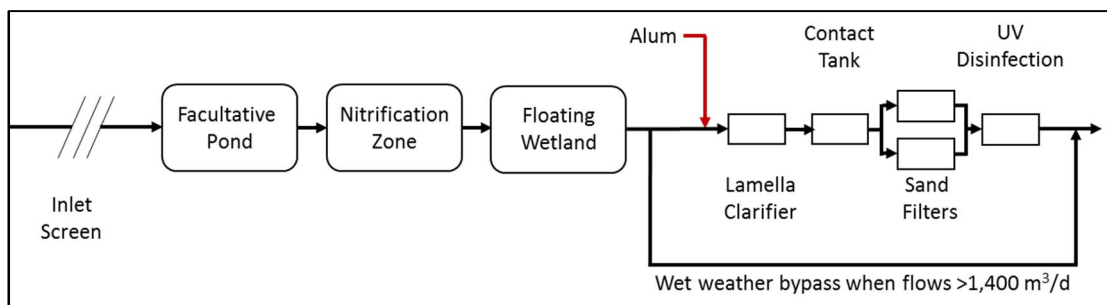 Alum
Contact
Tank
UV
Disinfection
Facultative
Pond
Nitrification
Zone
Floating
Wetland
Inlet
Screen
Lamella
Clarifier
Sand
Filters
Wet weather bypass when flows >1,400 m³/d